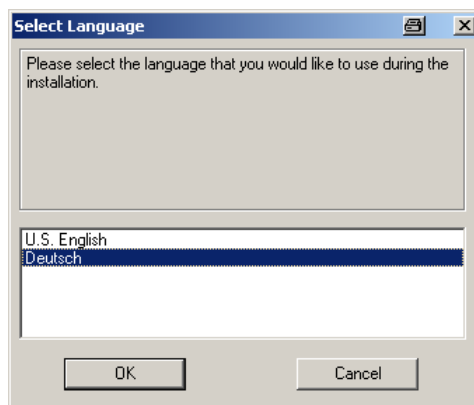 Select Language
Please select the language that you would like to use during the
installation.
U.S. English
Deutsch
OK
Cancel